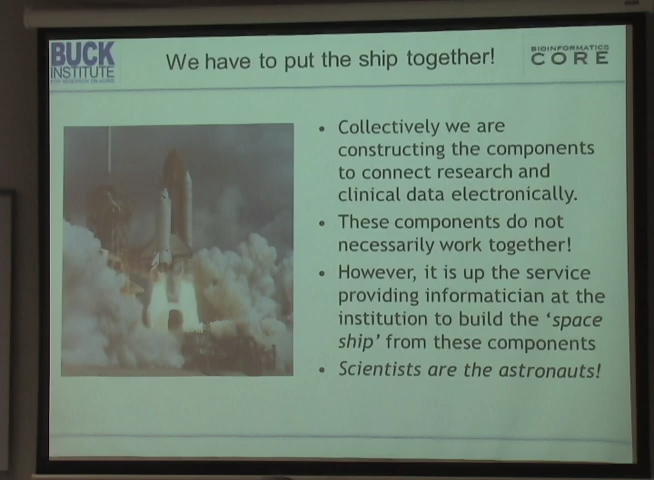 BUCK
INSTITUTE
We have to put the ship together!
BIOINFORMATICS
CORE
• Collectively we are
constructing the components
to connect research and
clinical data electronically.
• These components do not
necessarily work together!
• However, it is up the service
providing informatician at the
institution to build the ‘space
ship’ from these components
• Scientists are the astronauts!